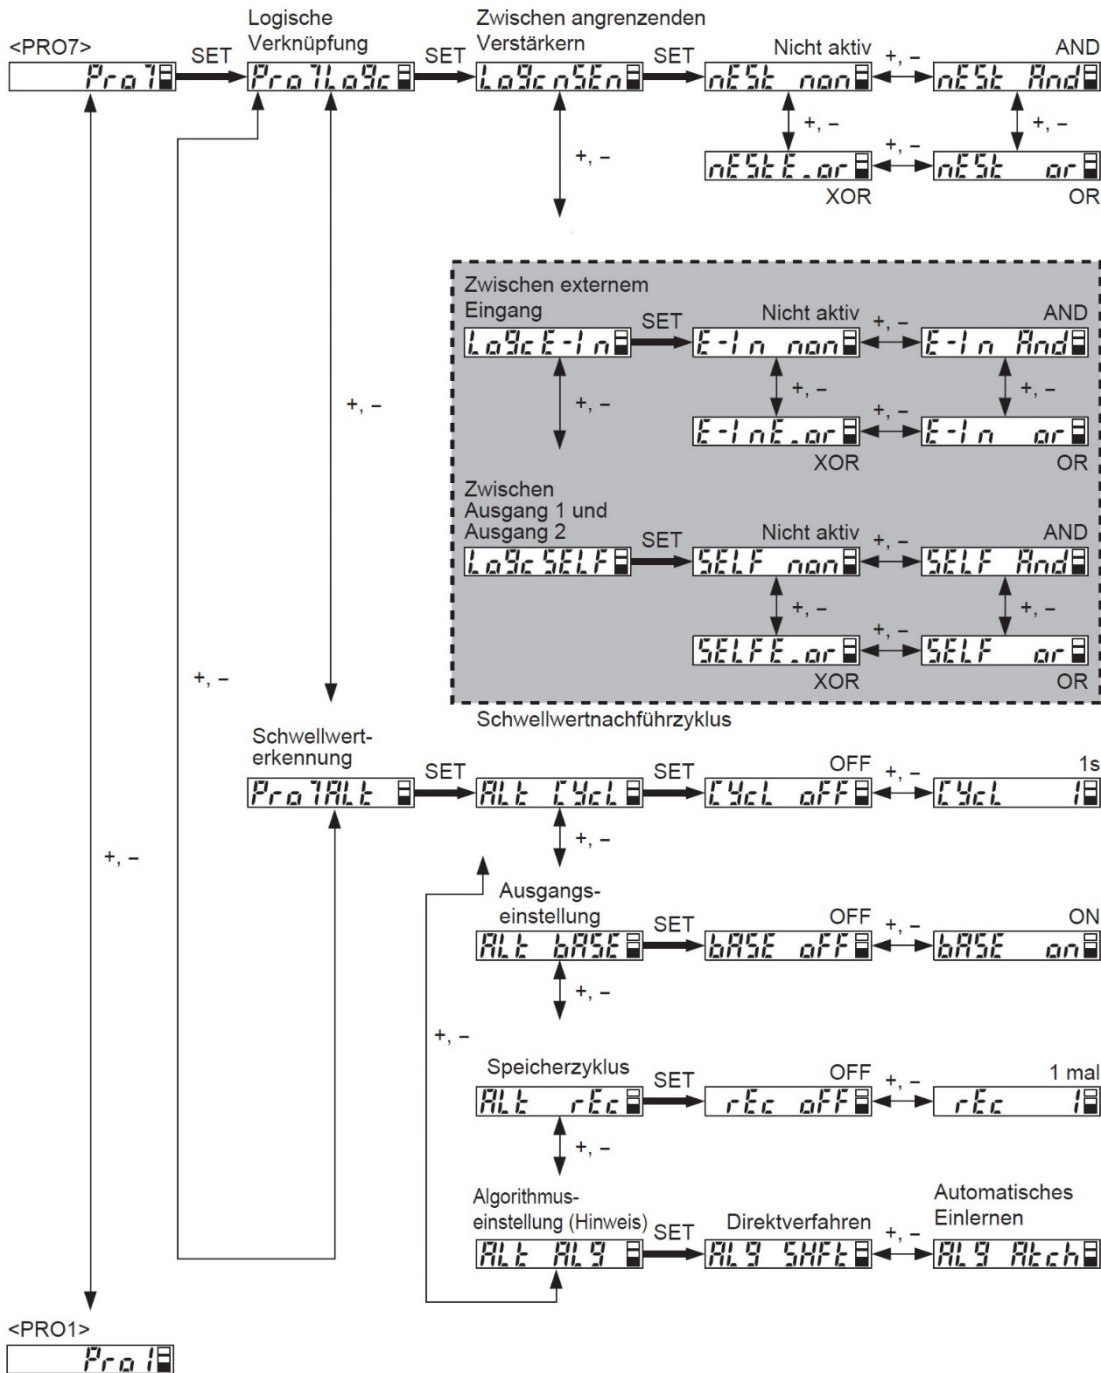 <PRO7>
Pro7
SET
Logische
Verknüpfung
Pro7Logc
SET
Zwischen angrenzenden
Verstärkern
LogcnSEn
SET
Nicht aktiv
nESt non
+, –
AND
nESt And
+, –
+, –
+, –
nEStE.or
XOR
+, –
nESt or
OR
Zwischen externem
Eingang
LogcE-In
SET
Nicht aktiv
E-In non
+, –
AND
E-In And
+, –
+, –
+, –
+, –
E-InE.or
XOR
+, –
E-In or
OR
Zwischen
Ausgang 1 und
Ausgang 2
LogcSELF
SET
Nicht aktiv
SELF non
+, –
AND
SELF And
+, –
+, –
SELFE.or
XOR
+, –
SELF or
OR
+, –
Schwellwertnachführzyklus
Schwellwert-
erkennung
Pro7ALt
SET
ALt CYcL
SET
OFF
CYcL oFF
+, –
1s
CYcL 1
+, –
+, –
Ausgangs-
einstellung
ALt bASE
SET
OFF
bASE oFF
+, –
ON
bASE on
+, –
+, –
Speicherzyklus
ALt rEc
SET
OFF
rEc oFF
+, –
1 mal
rEc 1
+, –
Algorithmus-
einstellung (Hinweis)
ALt ALg
SET
Direktverfahren
ALg SHFt
+, –
Automatisches
Einlernen
ALg Atch
<PRO1>
Pro1